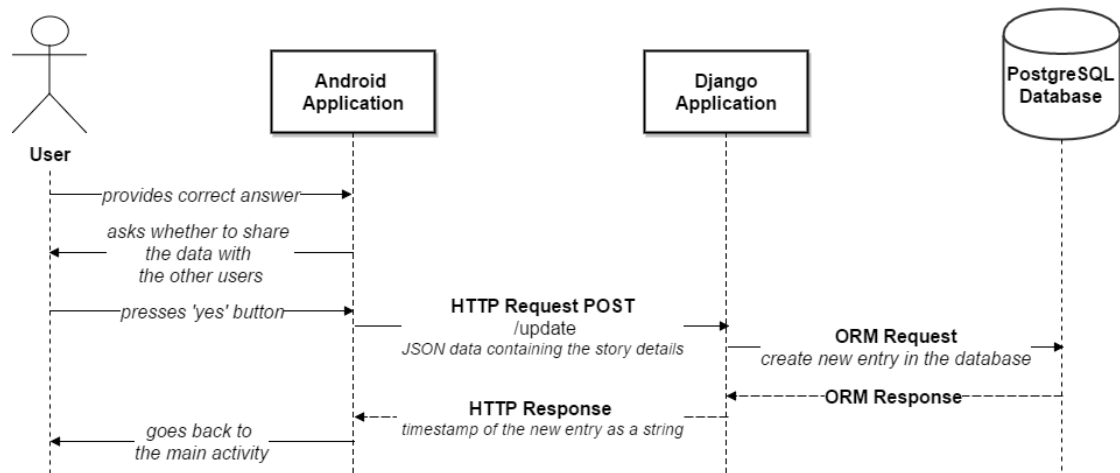 Android
Application
Django
Application
PostgreSQL
Database
User
provides correct answer
asks whether to share
the data with
the other users
presses 'yes' button
HTTP Request POST
/update
JSON data containing the story details
ORM Request
create new entry in the database
ORM Response
HTTP Response
timestamp of the new entry as a string
goes back to
the main activity